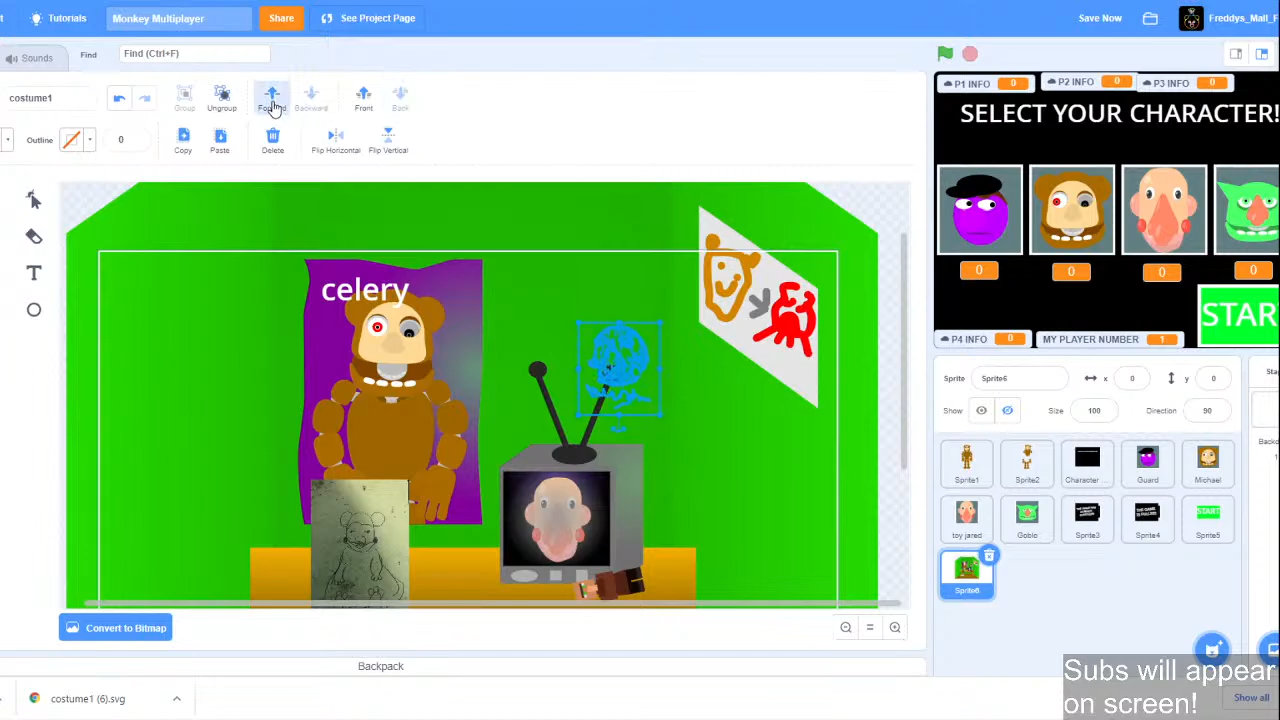 t Tutorials Monkey Multiplayer Share See Project Page Save Now Freddys_Mall_F
Sounds Find Find (Ctrl+F)
costume1 Group Ungroup Backward Front Back
Outline 0 Copy Paste Delete Flip Horizontal Flip Vertical
P1 INFO 0 P2 INFO 0 P3 INFO 0
SELECT YOUR CHARACTER!
celery
0 0 0 0
STAR
P4 INFO 0 MY PLAYER NUMBER 1
Sprite Sprite6 x 0 y 0
Show Size 100 Direction 90
Sprite1 Sprite2 Character ... Guard Michael
START
toy jared Gobio Sprite3 Sprite4 Sprite5
Sprite6
Convert to Bitmap
Backpack
costume1 (6).svg
Subs will appear
on screen!
Show all